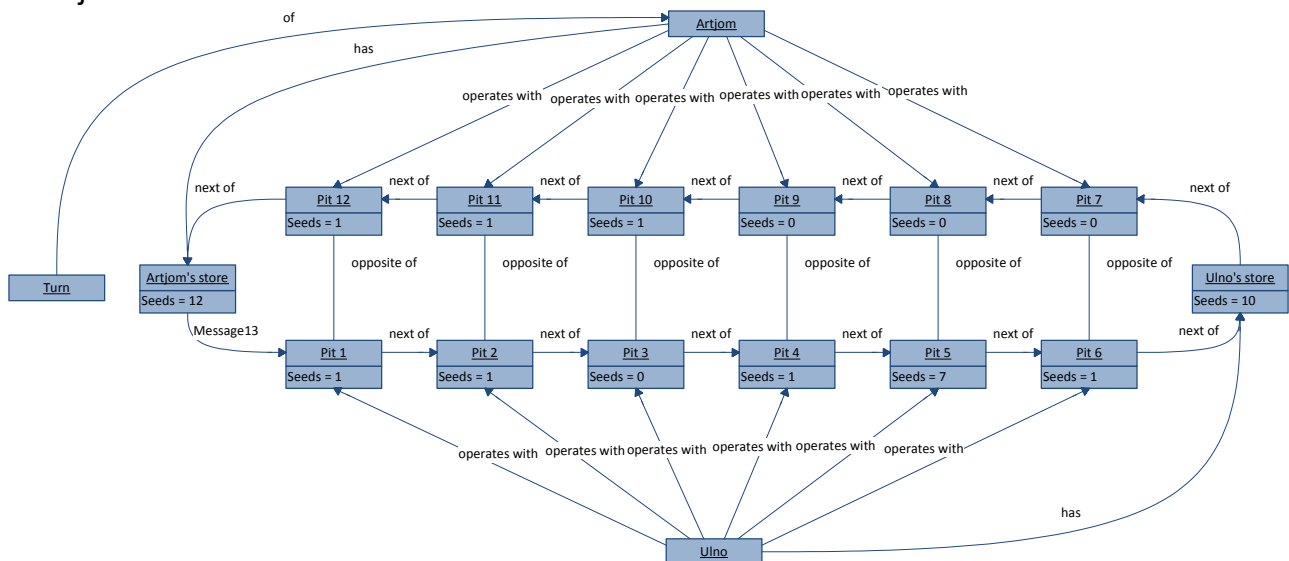 of
Artjom
has
operates with operates with operates with operates with operates with operates with
next of next of next of next of next of next of next of
Pit 12 Pit 11 Pit 10 Pit 9 Pit 8 Pit 7
Seeds = 1 Seeds = 1 Seeds = 1 Seeds = 0 Seeds = 0 Seeds = 0
opposite of opposite of opposite of opposite of opposite of opposite of
Turn Artjom's store Ulno's store
Seeds = 12 Seeds = 10
Message13 next of next of next of next of next of next of
Pit 1 Pit 2 Pit 3 Pit 4 Pit 5 Pit 6
Seeds = 1 Seeds = 1 Seeds = 0 Seeds = 1 Seeds = 7 Seeds = 1
operates with operates with operates with operates with operates with operates with
has
Ulno